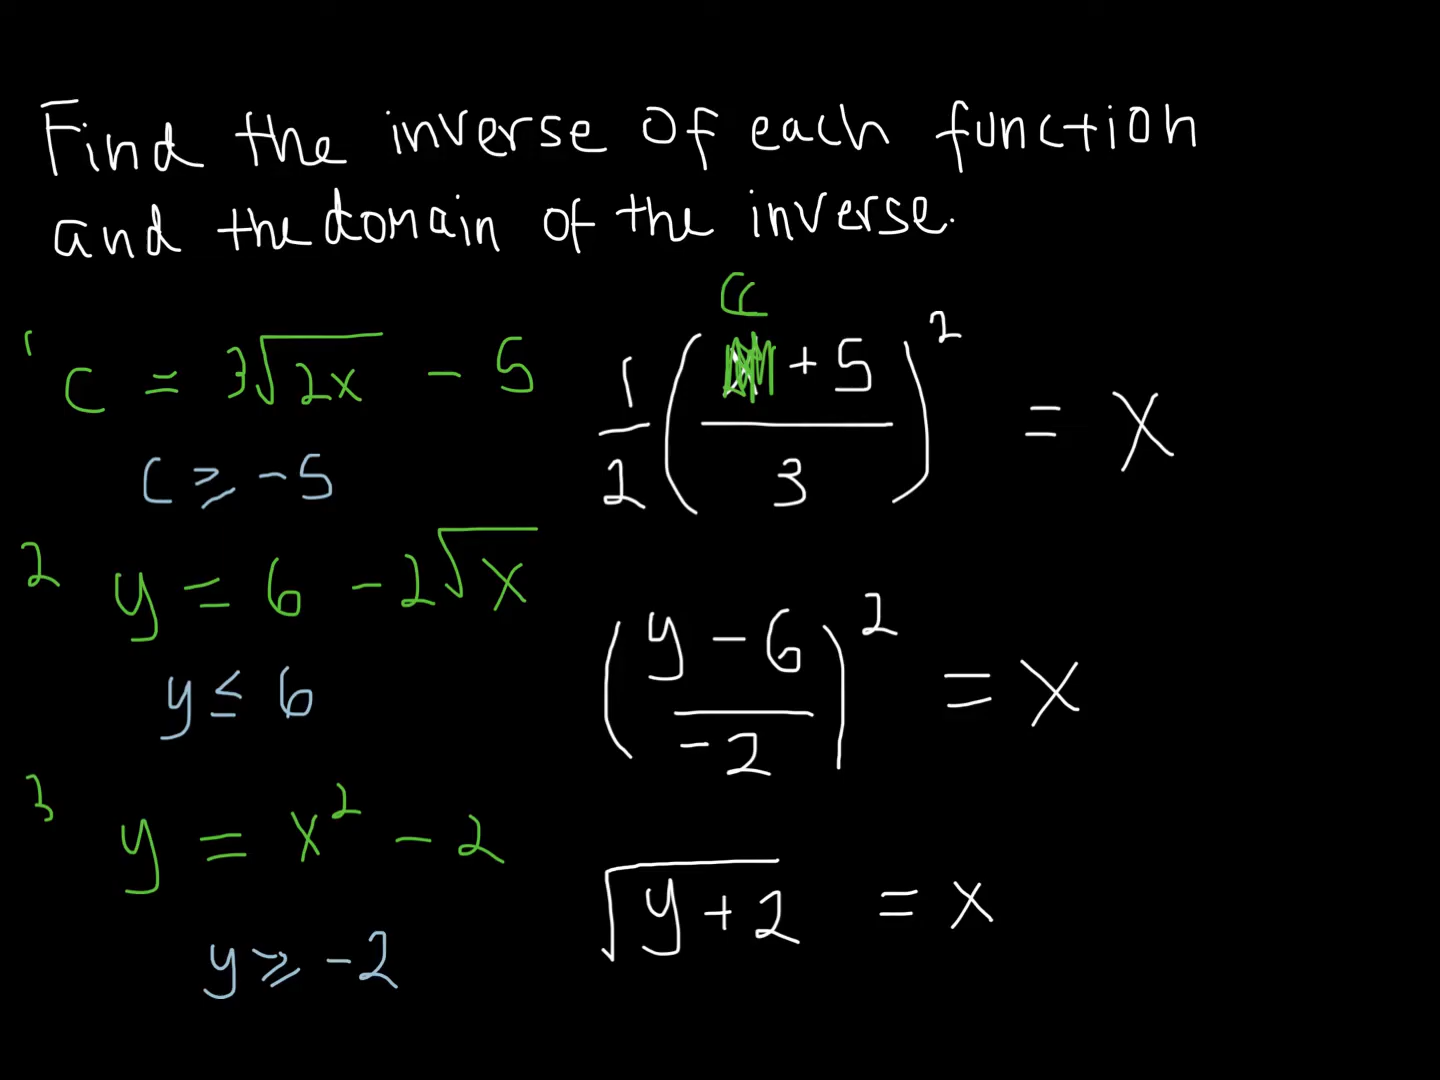 Find the inverse of each function
and the domain of the inverse.
1 c = 3√(2x) - 5
1/2 ((c + 5)/3)² = x
c ≥ -5
2 y = 6 - 2√x
((y - 6)/-2)² = x
y ≤ 6
3 y = x² - 2
√(y + 2) = x
y ≥ -2